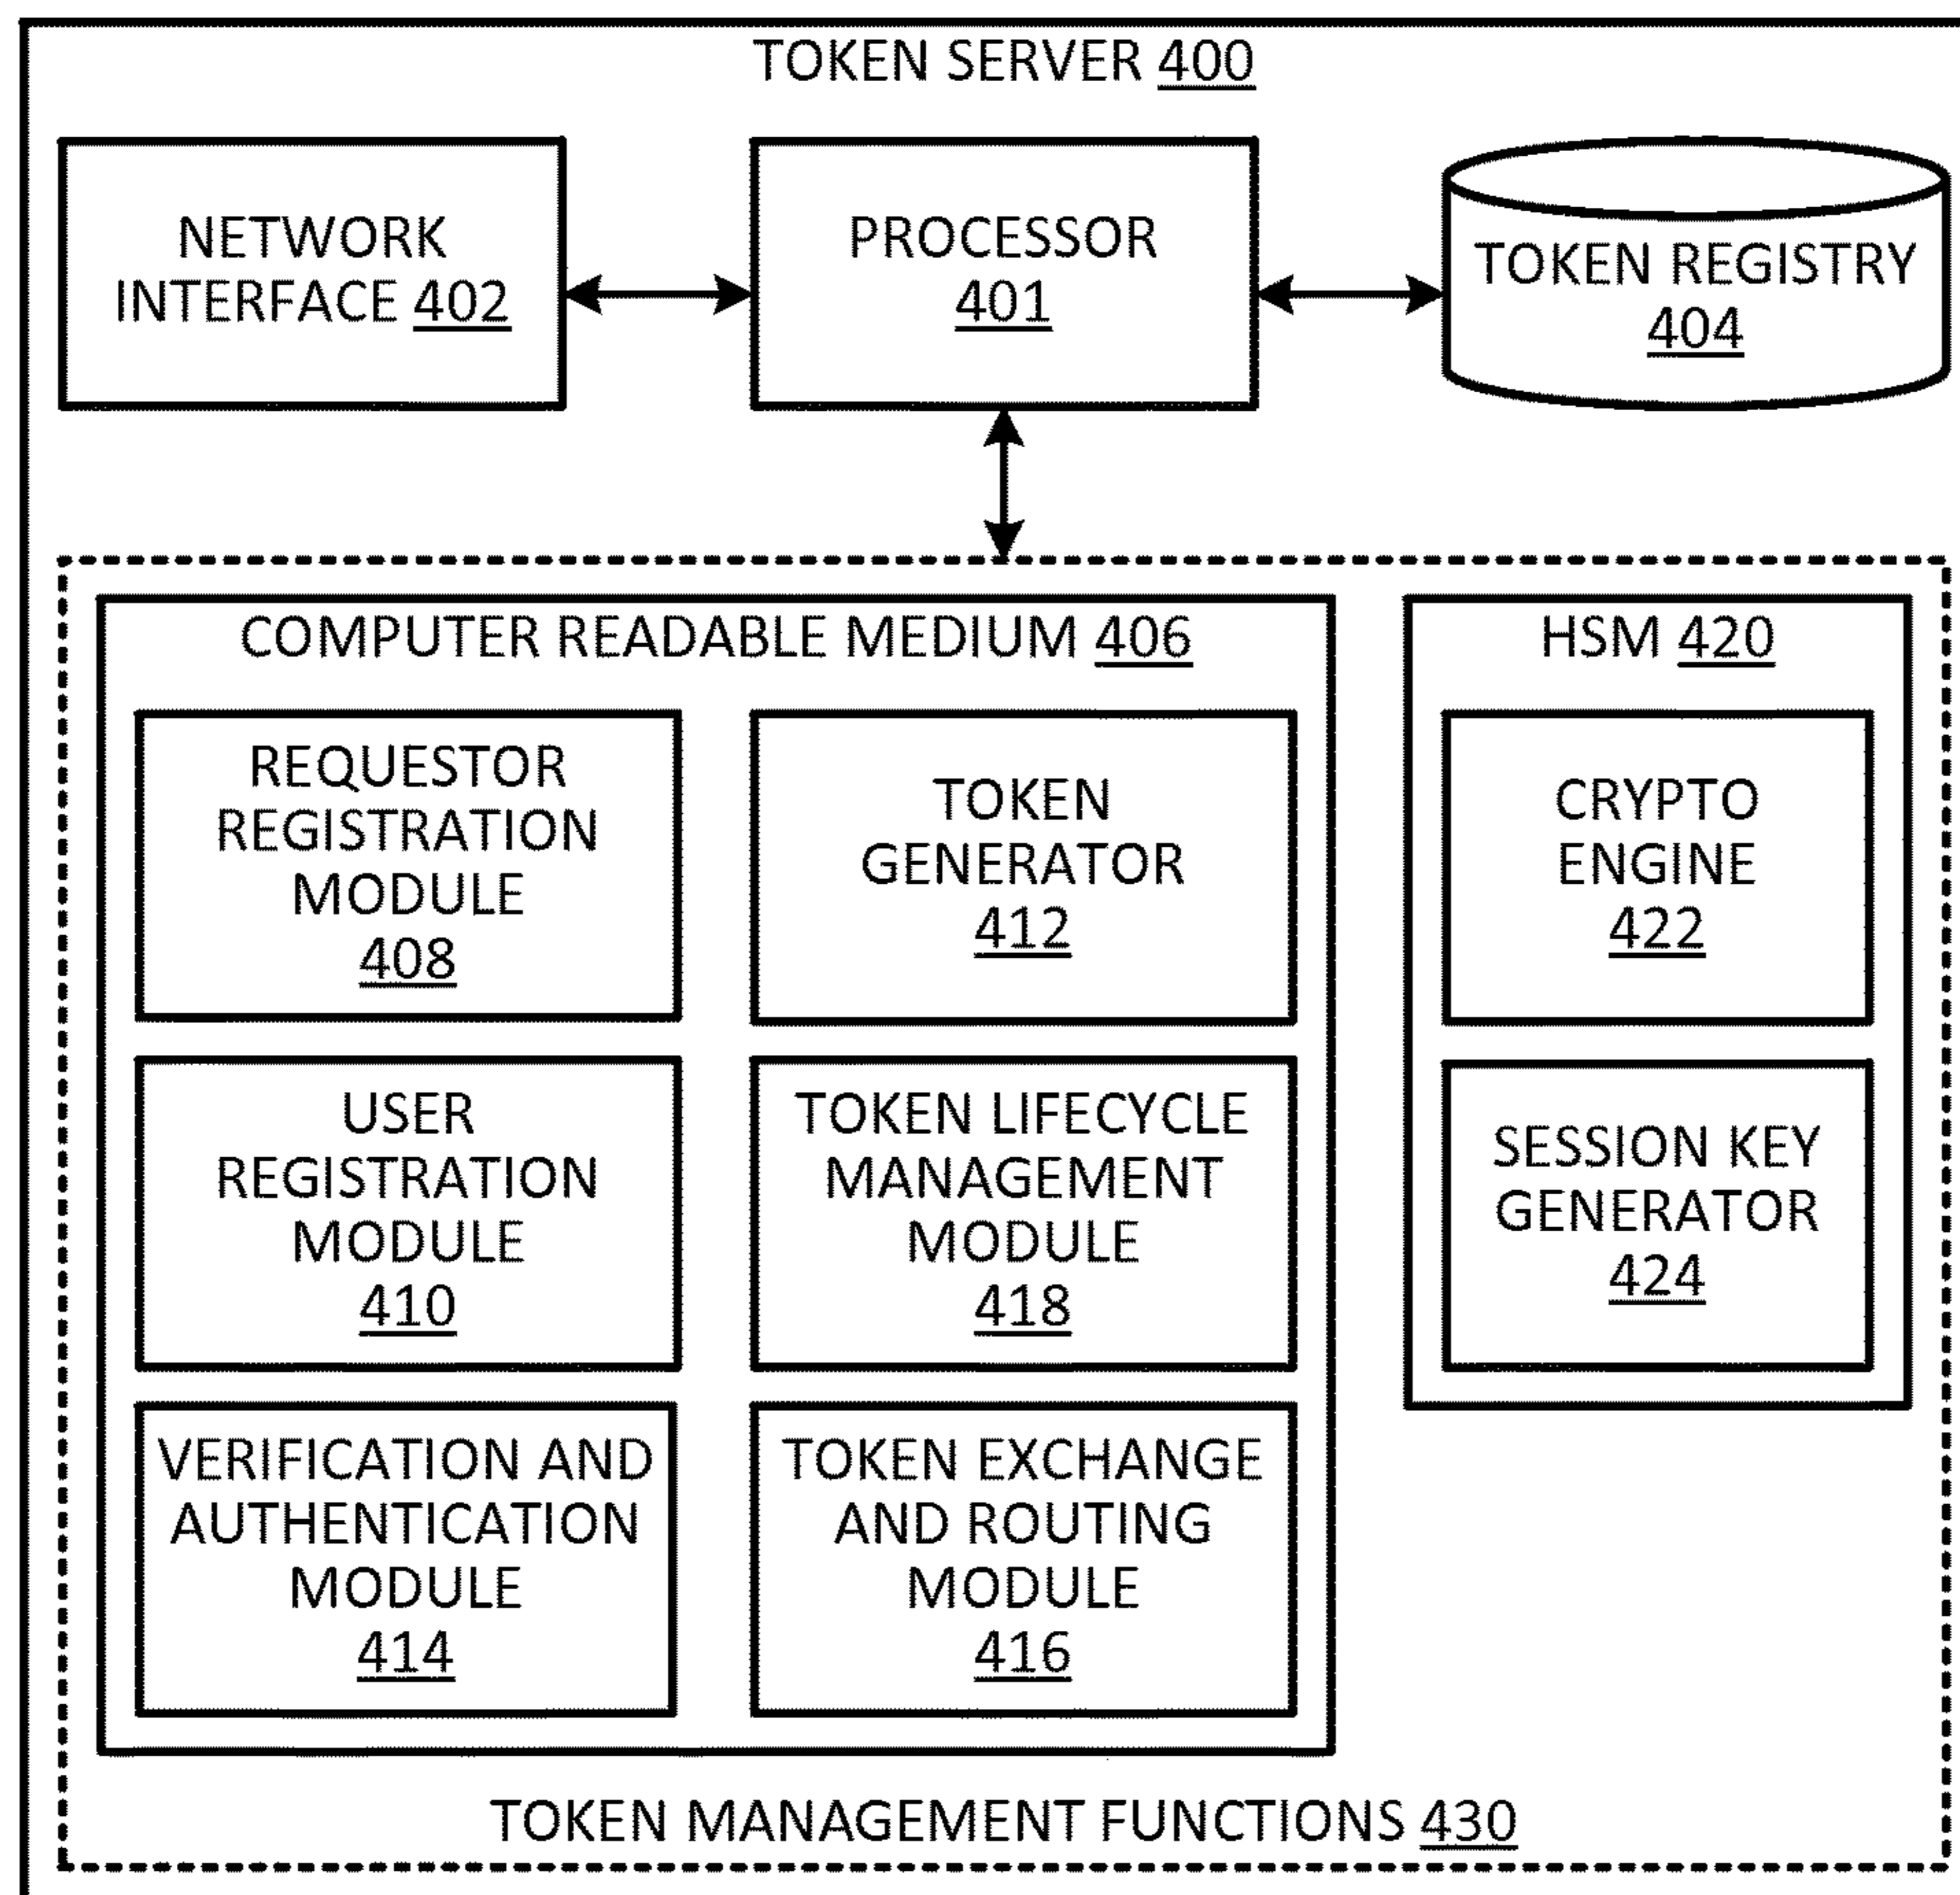 TOKEN SERVER 400
NETWORK
INTERFACE 402
PROCESSOR
401
TOKEN REGISTRY
404
COMPUTER READABLE MEDIUM 406
REQUESTOR
REGISTRATION
MODULE
408
TOKEN
GENERATOR
412
USER
REGISTRATION
MODULE
410
TOKEN LIFECYCLE
MANAGEMENT
MODULE
418
VERIFICATION AND
AUTHENTICATION
MODULE
414
TOKEN EXCHANGE
AND ROUTING
MODULE
416
HSM 420
CRYPTO
ENGINE
422
SESSION KEY
GENERATOR
424
TOKEN MANAGEMENT FUNCTIONS 430